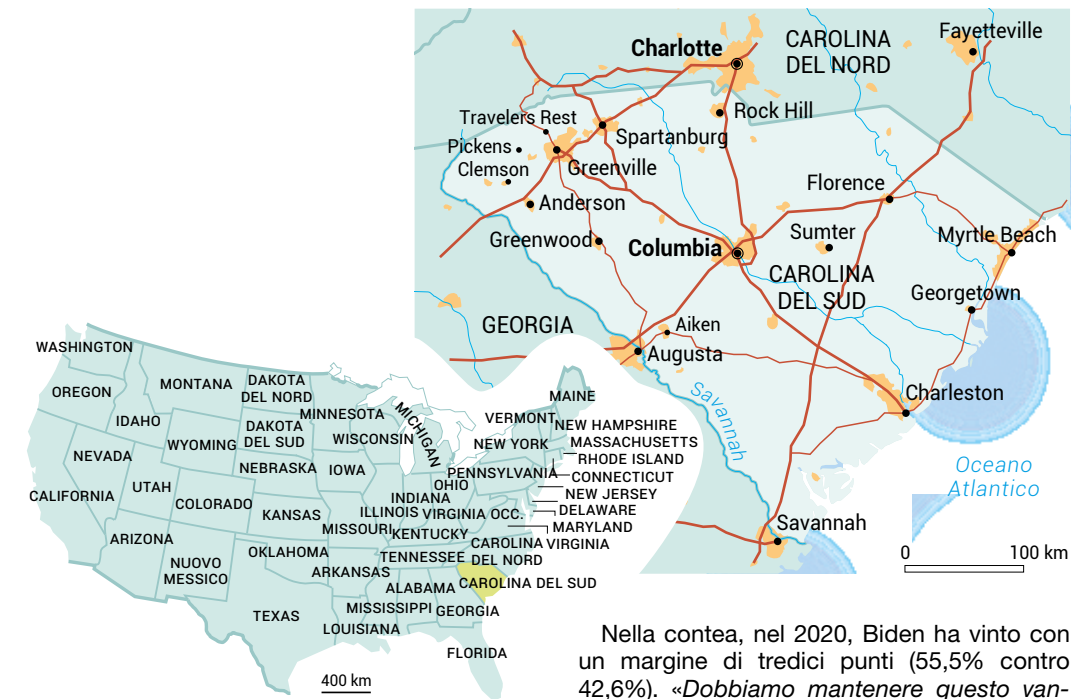 Charlotte
CAROLINA
DEL NORD
Fayetteville
Rock Hill
Travelers Rest
Spartanburg
Pickens
Clemson
Greenville
Anderson
Florence
Greenwood
Columbia
Sumter
Myrtle Beach
CAROLINA
DEL SUD
Georgetown
GEORGIA
Aiken
Augusta
Savannah
Charleston
Oceano
Atlantico
Savannah
0 100 km
WASHINGTON
OREGON
MONTANA
DAKOTA
DEL NORD
MINNESOTA
MICHIGAN
MAINE
IDAHO
WYOMING
DAKOTA
DEL SUD
WISCONSIN
VERMONT
NEW HAMPSHIRE
NEW YORK
MASSACHUSETTS
RHODE ISLAND
NEVADA
NEBRASKA
IOWA
PENNSYLVANIA
CONNECTICUT
OHIO
CALIFORNIA
UTAH
COLORADO
INDIANA
NEW JERSEY
ILLINOIS
VIRGINIA OCC.
DELAWARE
KANSAS
MISSOURI
KENTUCKY
MARYLAND
ARIZONA
NUOVO
MESSICO
OKLAHOMA
ARKANSAS
TENNESSEE
CAROLINA
DEL NORD
VIRGINIA
ALABAMA
CAROLINA DEL SUD
TEXAS
MISSISSIPPI
GEORGIA
LOUISIANA
FLORIDA
400 km
Nella contea, nel 2020, Biden ha vinto con
un margine di tredici punti (55,5% contro
42,6%). «Dobbiamo mantenere questo van-